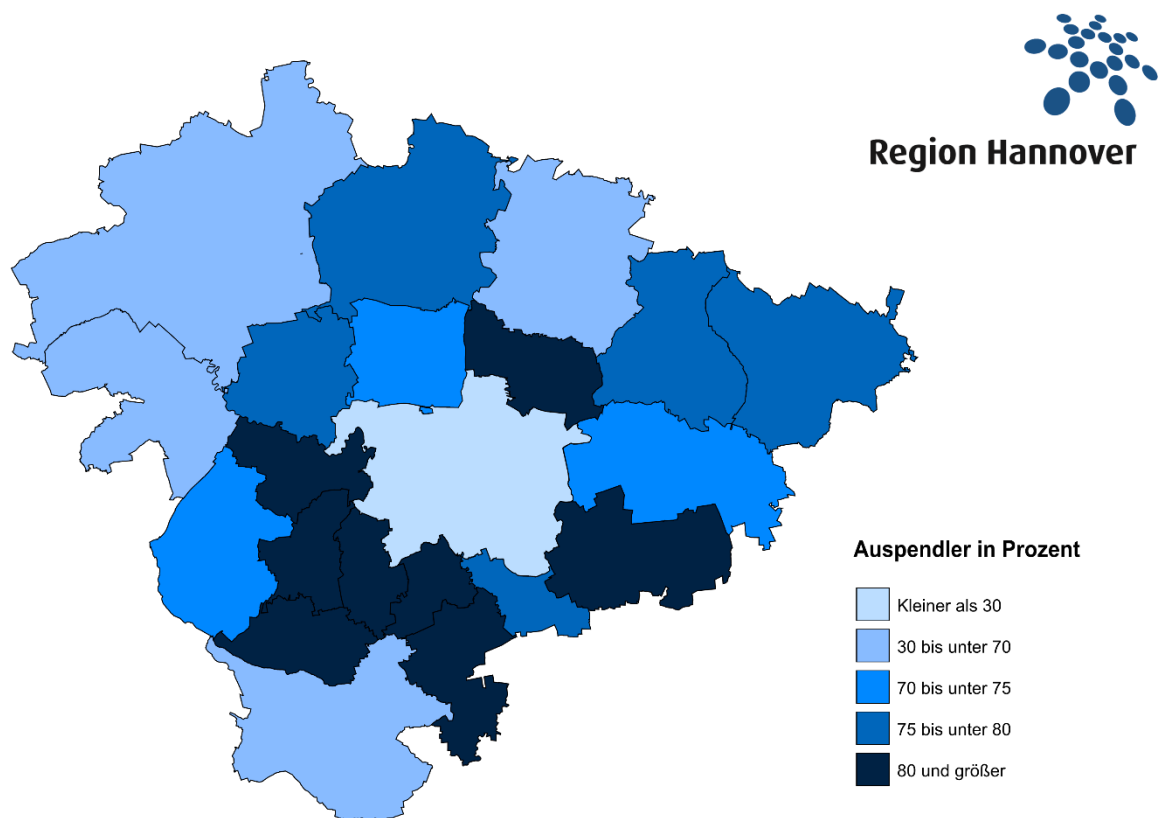 Region Hannover
Auspendler in Prozent
Kleiner als 30
30 bis unter 70
70 bis unter 75
75 bis unter 80
80 und größer